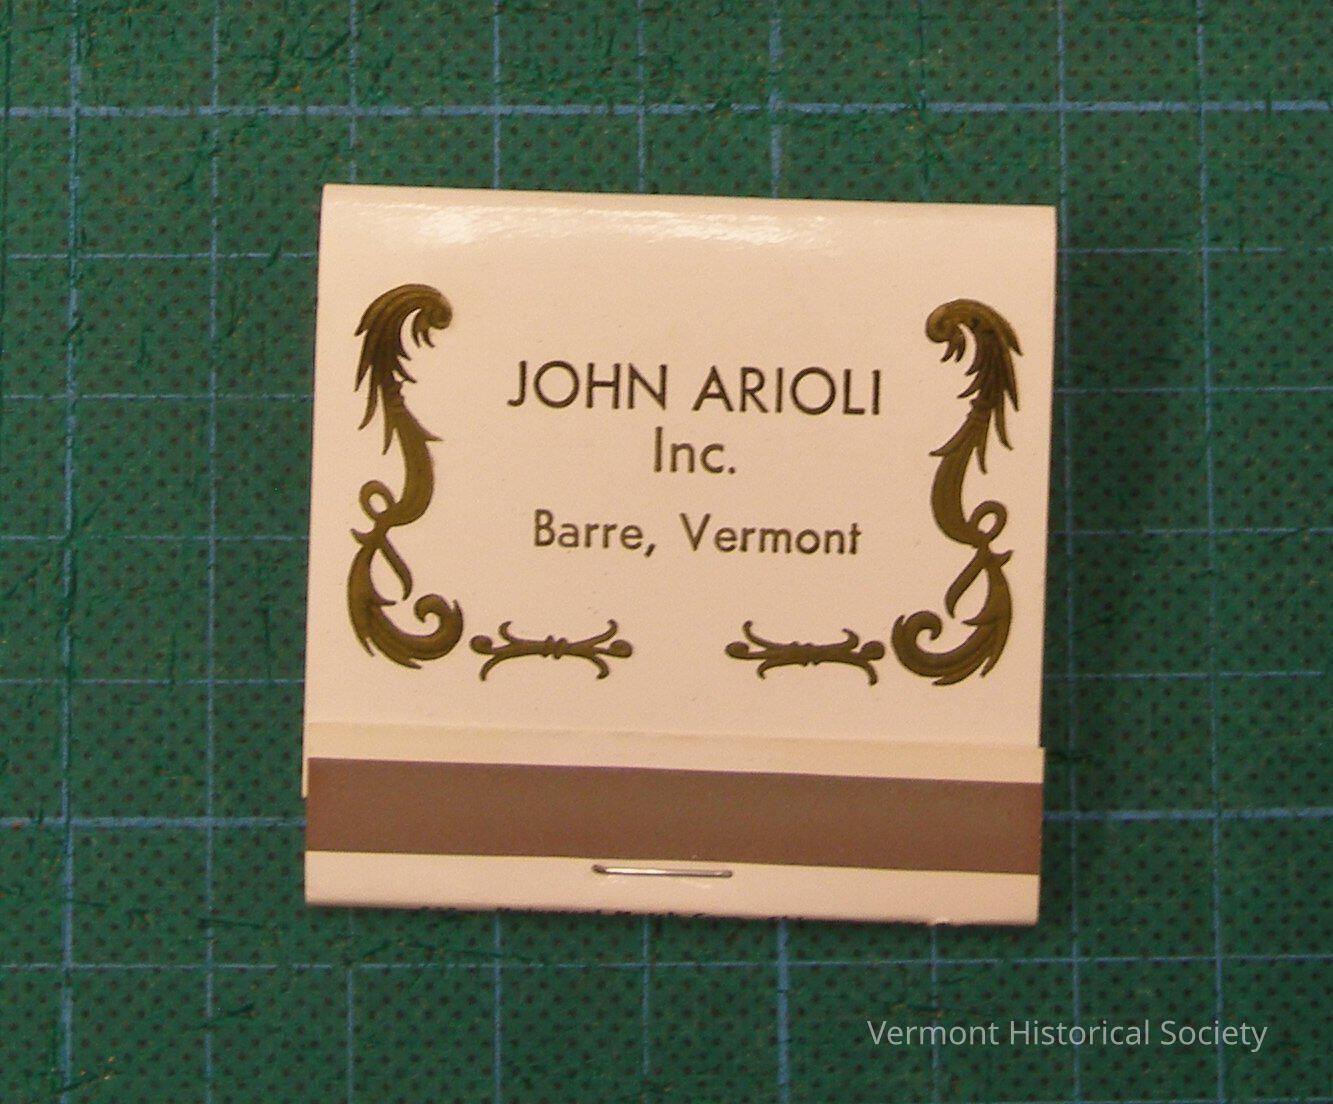 JOHN ARIOLI
Inc.
Barre, Vermont
Vermont Historical Society